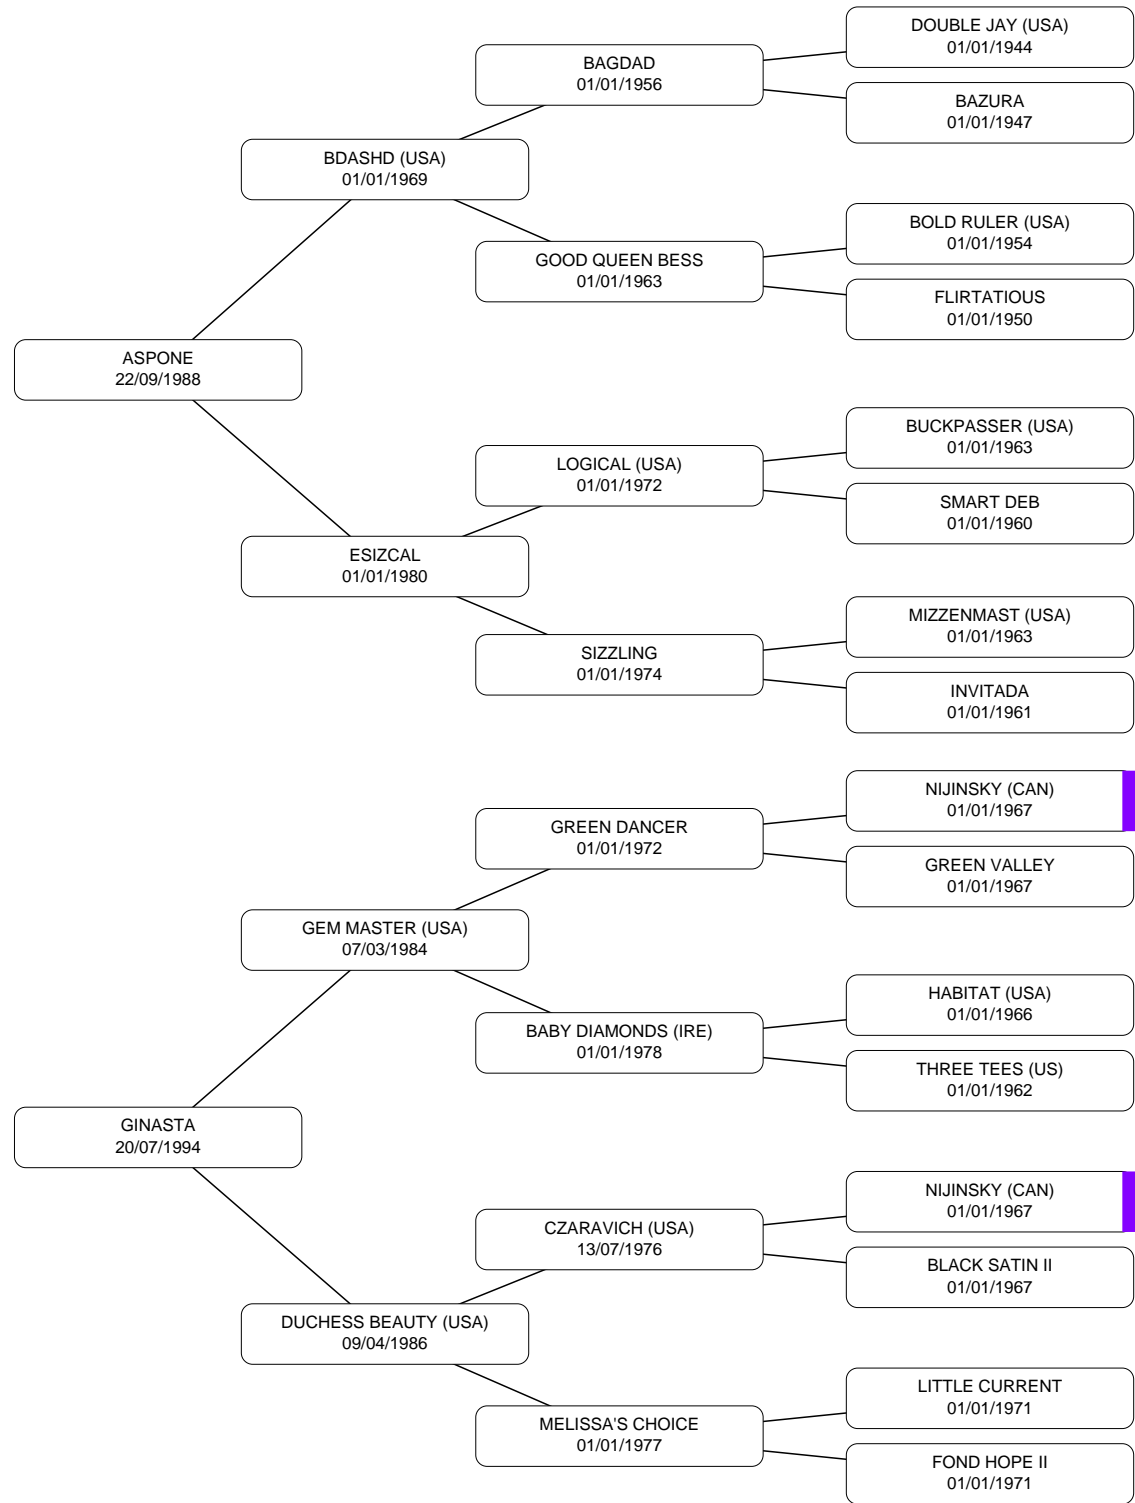 DOUBLE JAY (USA)
01/01/1944
BAGDAD
01/01/1956
BAZURA
01/01/1947
BDASHD (USA)
01/01/1969
BOLD RULER (USA)
01/01/1954
GOOD QUEEN BESS
01/01/1963
FLIRTATIOUS
01/01/1950
ASPONE
22/09/1988
BUCKPASSER (USA)
01/01/1963
LOGICAL (USA)
01/01/1972
SMART DEB
01/01/1960
ESIZCAL
01/01/1980
MIZZENMAST (USA)
01/01/1963
SIZZLING
01/01/1974
INVITADA
01/01/1961
NIJINSKY (CAN)
01/01/1967
GREEN DANCER
01/01/1972
GREEN VALLEY
01/01/1967
GEM MASTER (USA)
07/03/1984
HABITAT (USA)
01/01/1966
BABY DIAMONDS (IRE)
01/01/1978
THREE TEES (US)
01/01/1962
GINASTA
20/07/1994
NIJINSKY (CAN)
01/01/1967
CZARAVICH (USA)
13/07/1976
BLACK SATIN II
01/01/1967
DUCHESS BEAUTY (USA)
09/04/1986
LITTLE CURRENT
01/01/1971
MELISSA'S CHOICE
01/01/1977
FOND HOPE II
01/01/1971